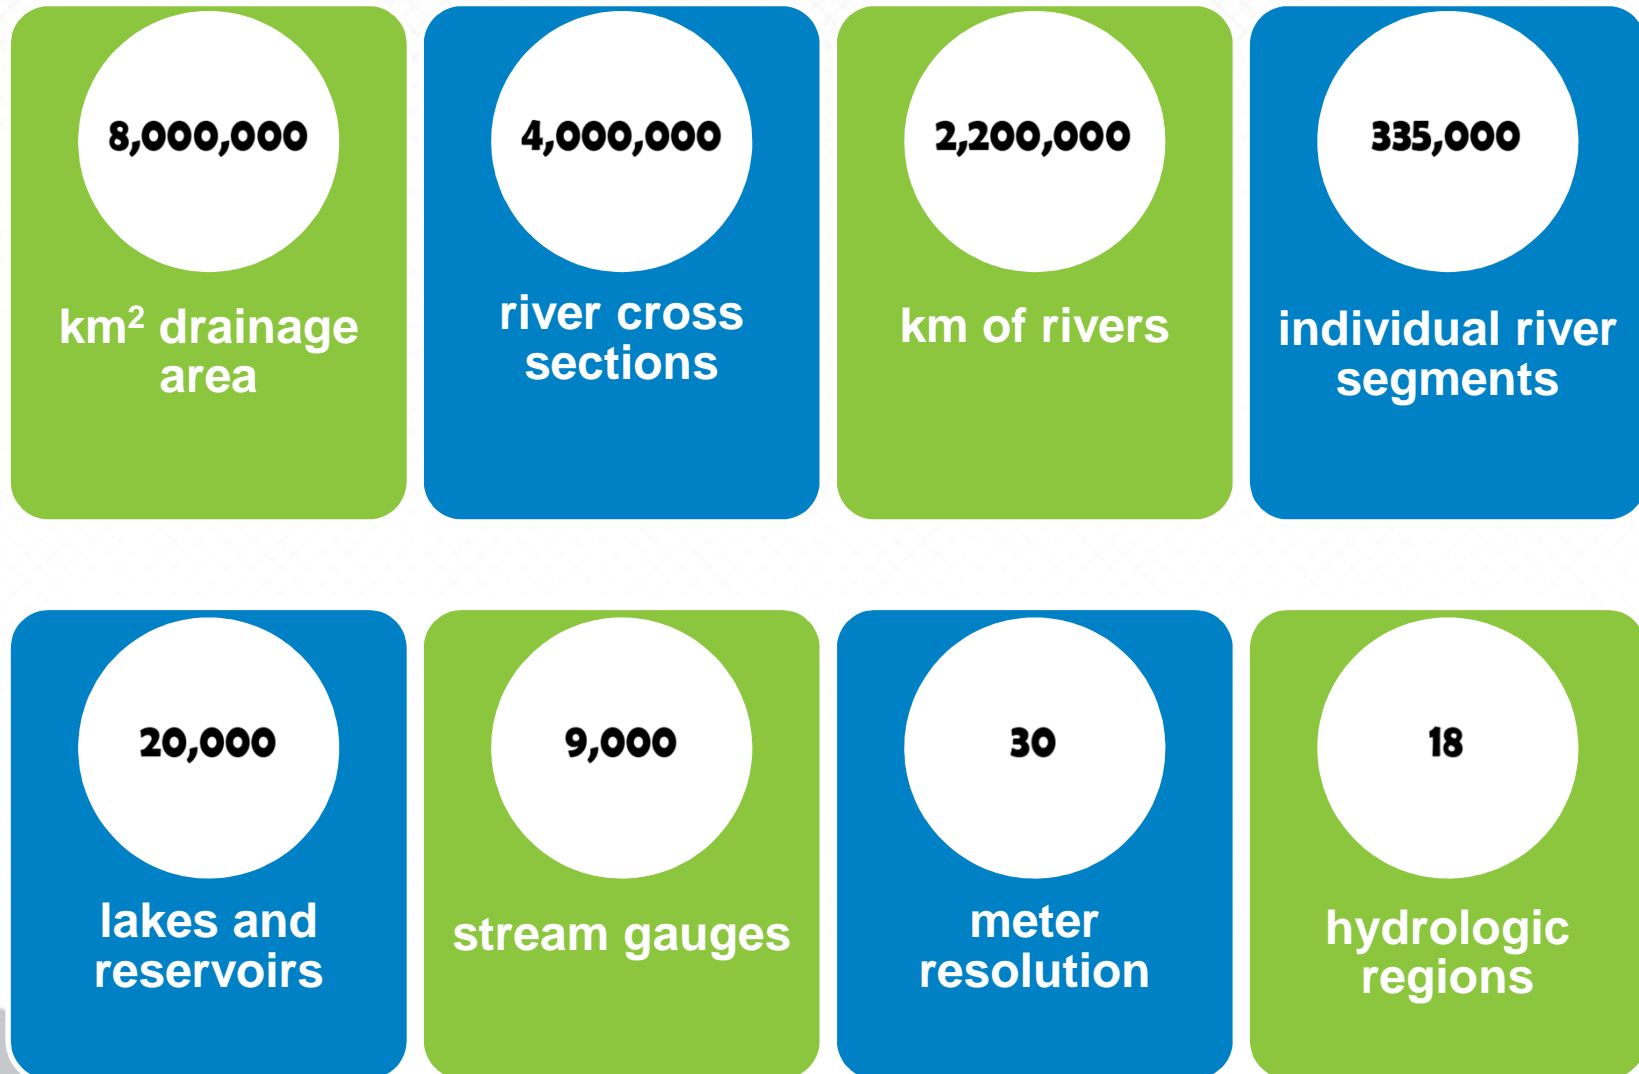 8,000,000
km² drainage
area
4,000,000
river cross
sections
2,200,000
km of rivers
335,000
individual river
segments
20,000
lakes and
reservoirs
9,000
stream gauges
30
meter
resolution
18
hydrologic
regions